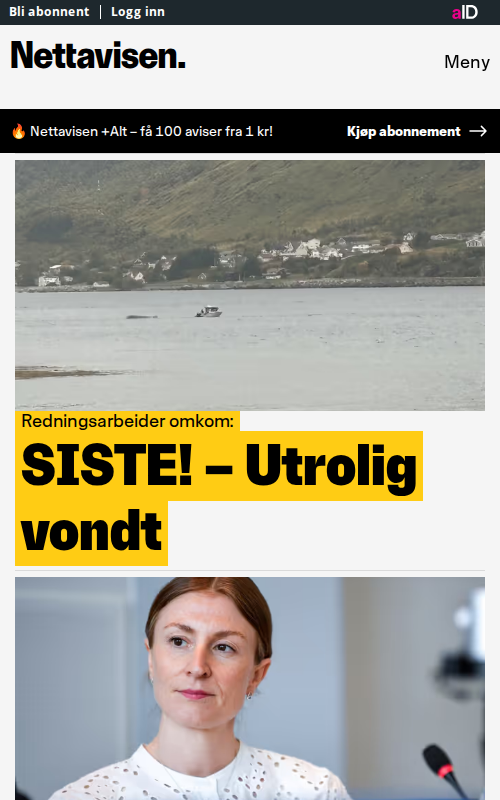 Bli abonnent | Logg inn
aID
Nettavisen.
Meny
🔥 Nettavisen +Alt – få 100 aviser fra 1 kr!
Kjøp abonnement →
Redningsarbeider omkom:
SISTE! – Utrolig
vondt